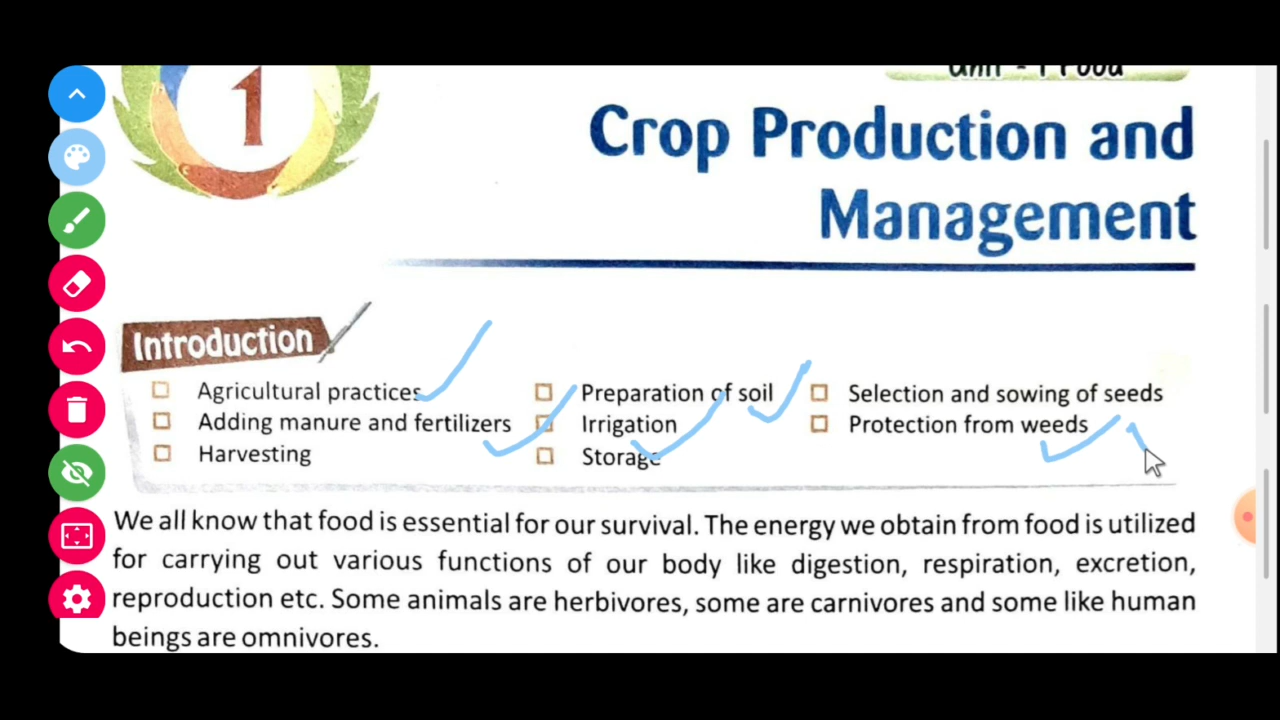 1
Unit - 1 Food
Crop Production and
Management
Introduction
Agricultural practices
Preparation of soil
Selection and sowing of seeds
Adding manure and fertilizers
Irrigation
Protection from weeds
Harvesting
Storage
We all know that food is essential for our survival. The energy we obtain from food is utilized
for carrying out various functions of our body like digestion, respiration, excretion,
reproduction etc. Some animals are herbivores, some are carnivores and some like human
beings are omnivores.